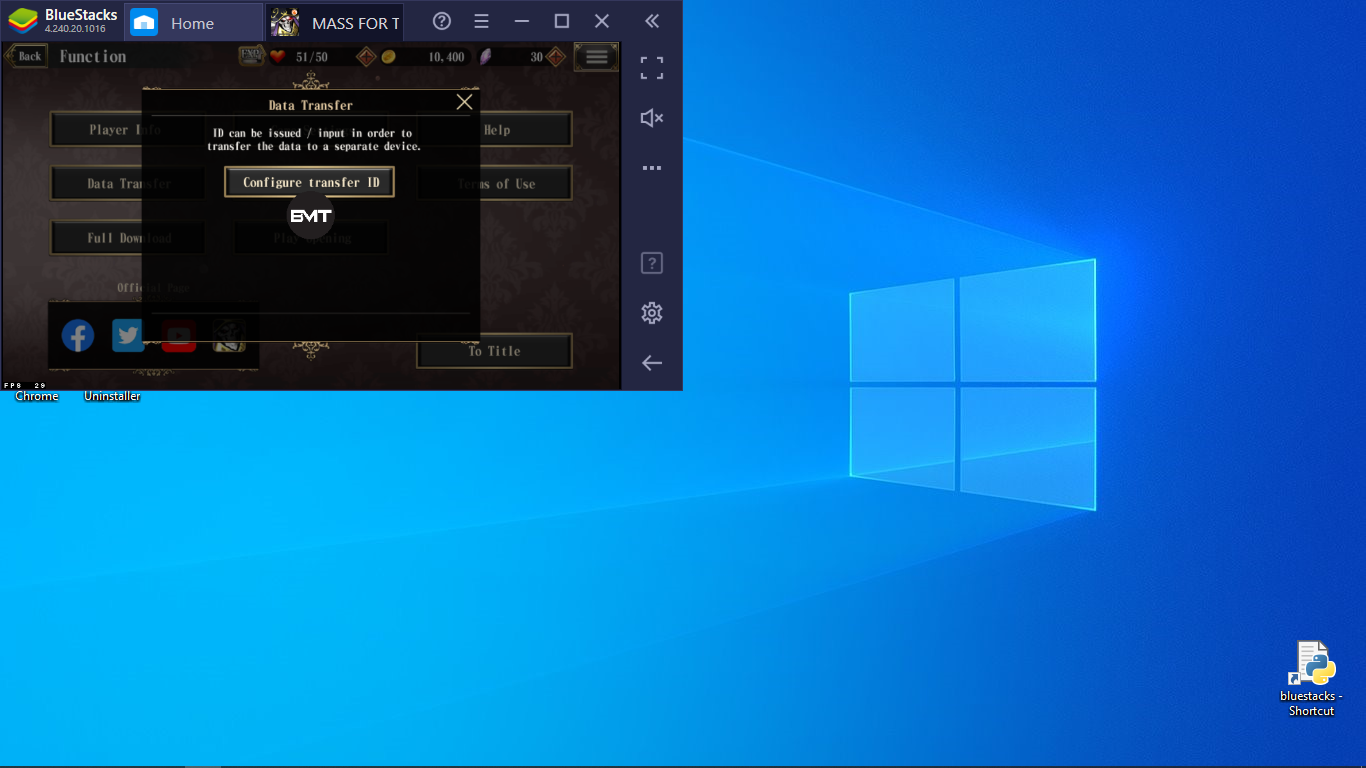 BlueStacks
4.240.20.1016
Home
MASS FOR T
Back
Function
51/50
10,400
30
Data Transfer
ID can be issued / input in order to
transfer the data to a separate device.
Configure transfer ID
Player Info
Help
Data Transfer
Terms of Use
Full Download
Play Opening
Official Page
To Title
FPS 29
Chrome
Uninstaller
bluestacks -
Shortcut